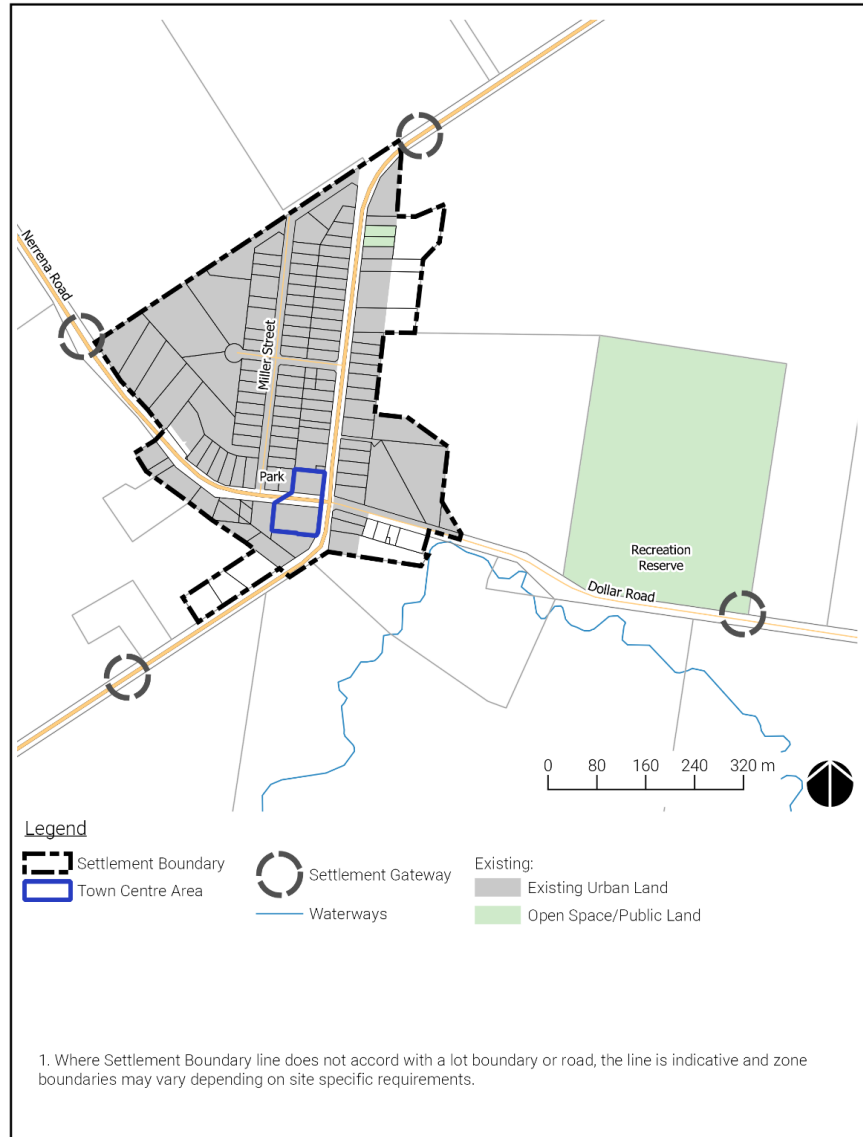 Nerrena Road
Miller Street
Park
Recreation
Reserve
Dollar Road
0 80 160 240 320 m
Legend
Settlement Boundary
Town Centre Area
Settlement Gateway
Waterways
Existing:
Existing Urban Land
Open Space/Public Land
1. Where Settlement Boundary line does not accord with a lot boundary or road, the line is indicative and zone
boundaries may vary depending on site specific requirements.